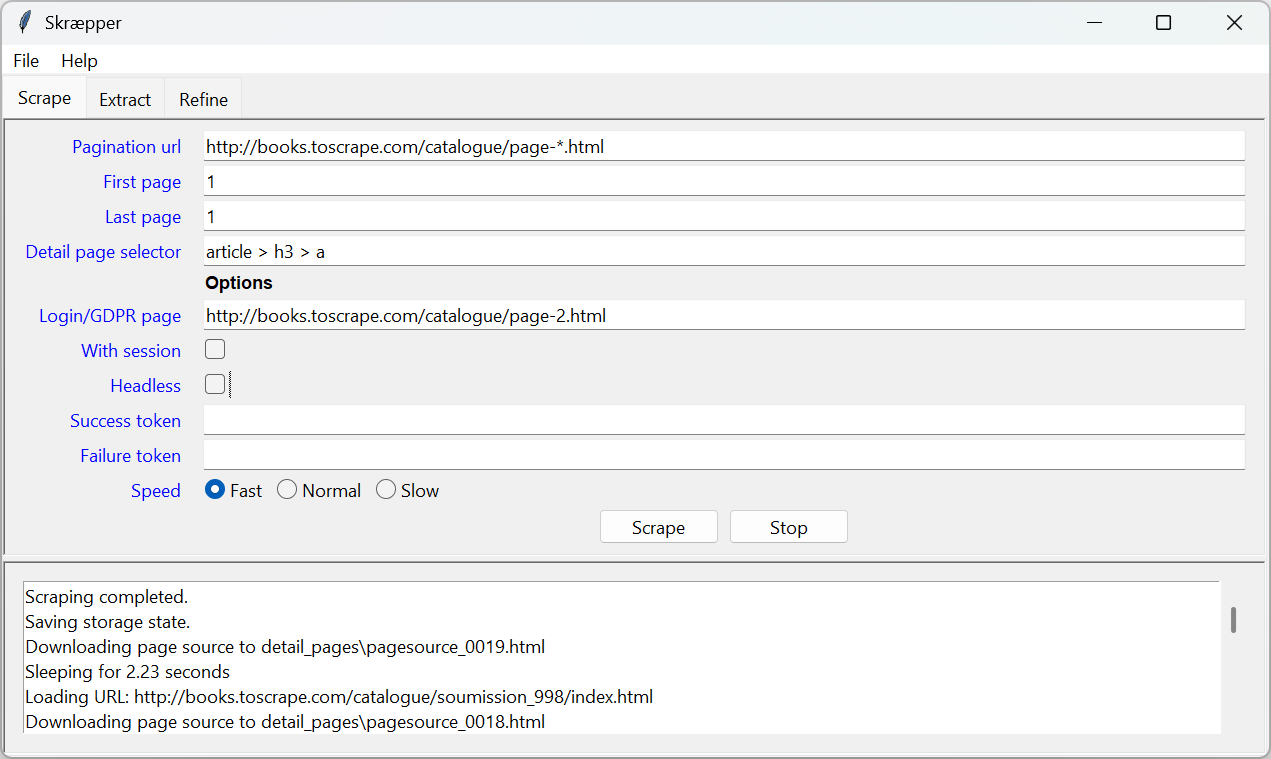 Skræpper
File Help
Scrape Extract Refine
Pagination url http://books.toscrape.com/catalogue/page-*.html
First page 1
Last page 1
Detail page selector article > h3 > a
Options
Login/GDPR page http://books.toscrape.com/catalogue/page-2.html
With session
Headless
Success token
Failure token
Speed Fast Normal Slow
Scrape Stop
Scraping completed.
Saving storage state.
Downloading page source to detail_pages\pagesource_0019.html
Sleeping for 2.23 seconds
Loading URL: http://books.toscrape.com/catalogue/soumission_998/index.html
Downloading page source to detail_pages\pagesource_0018.html